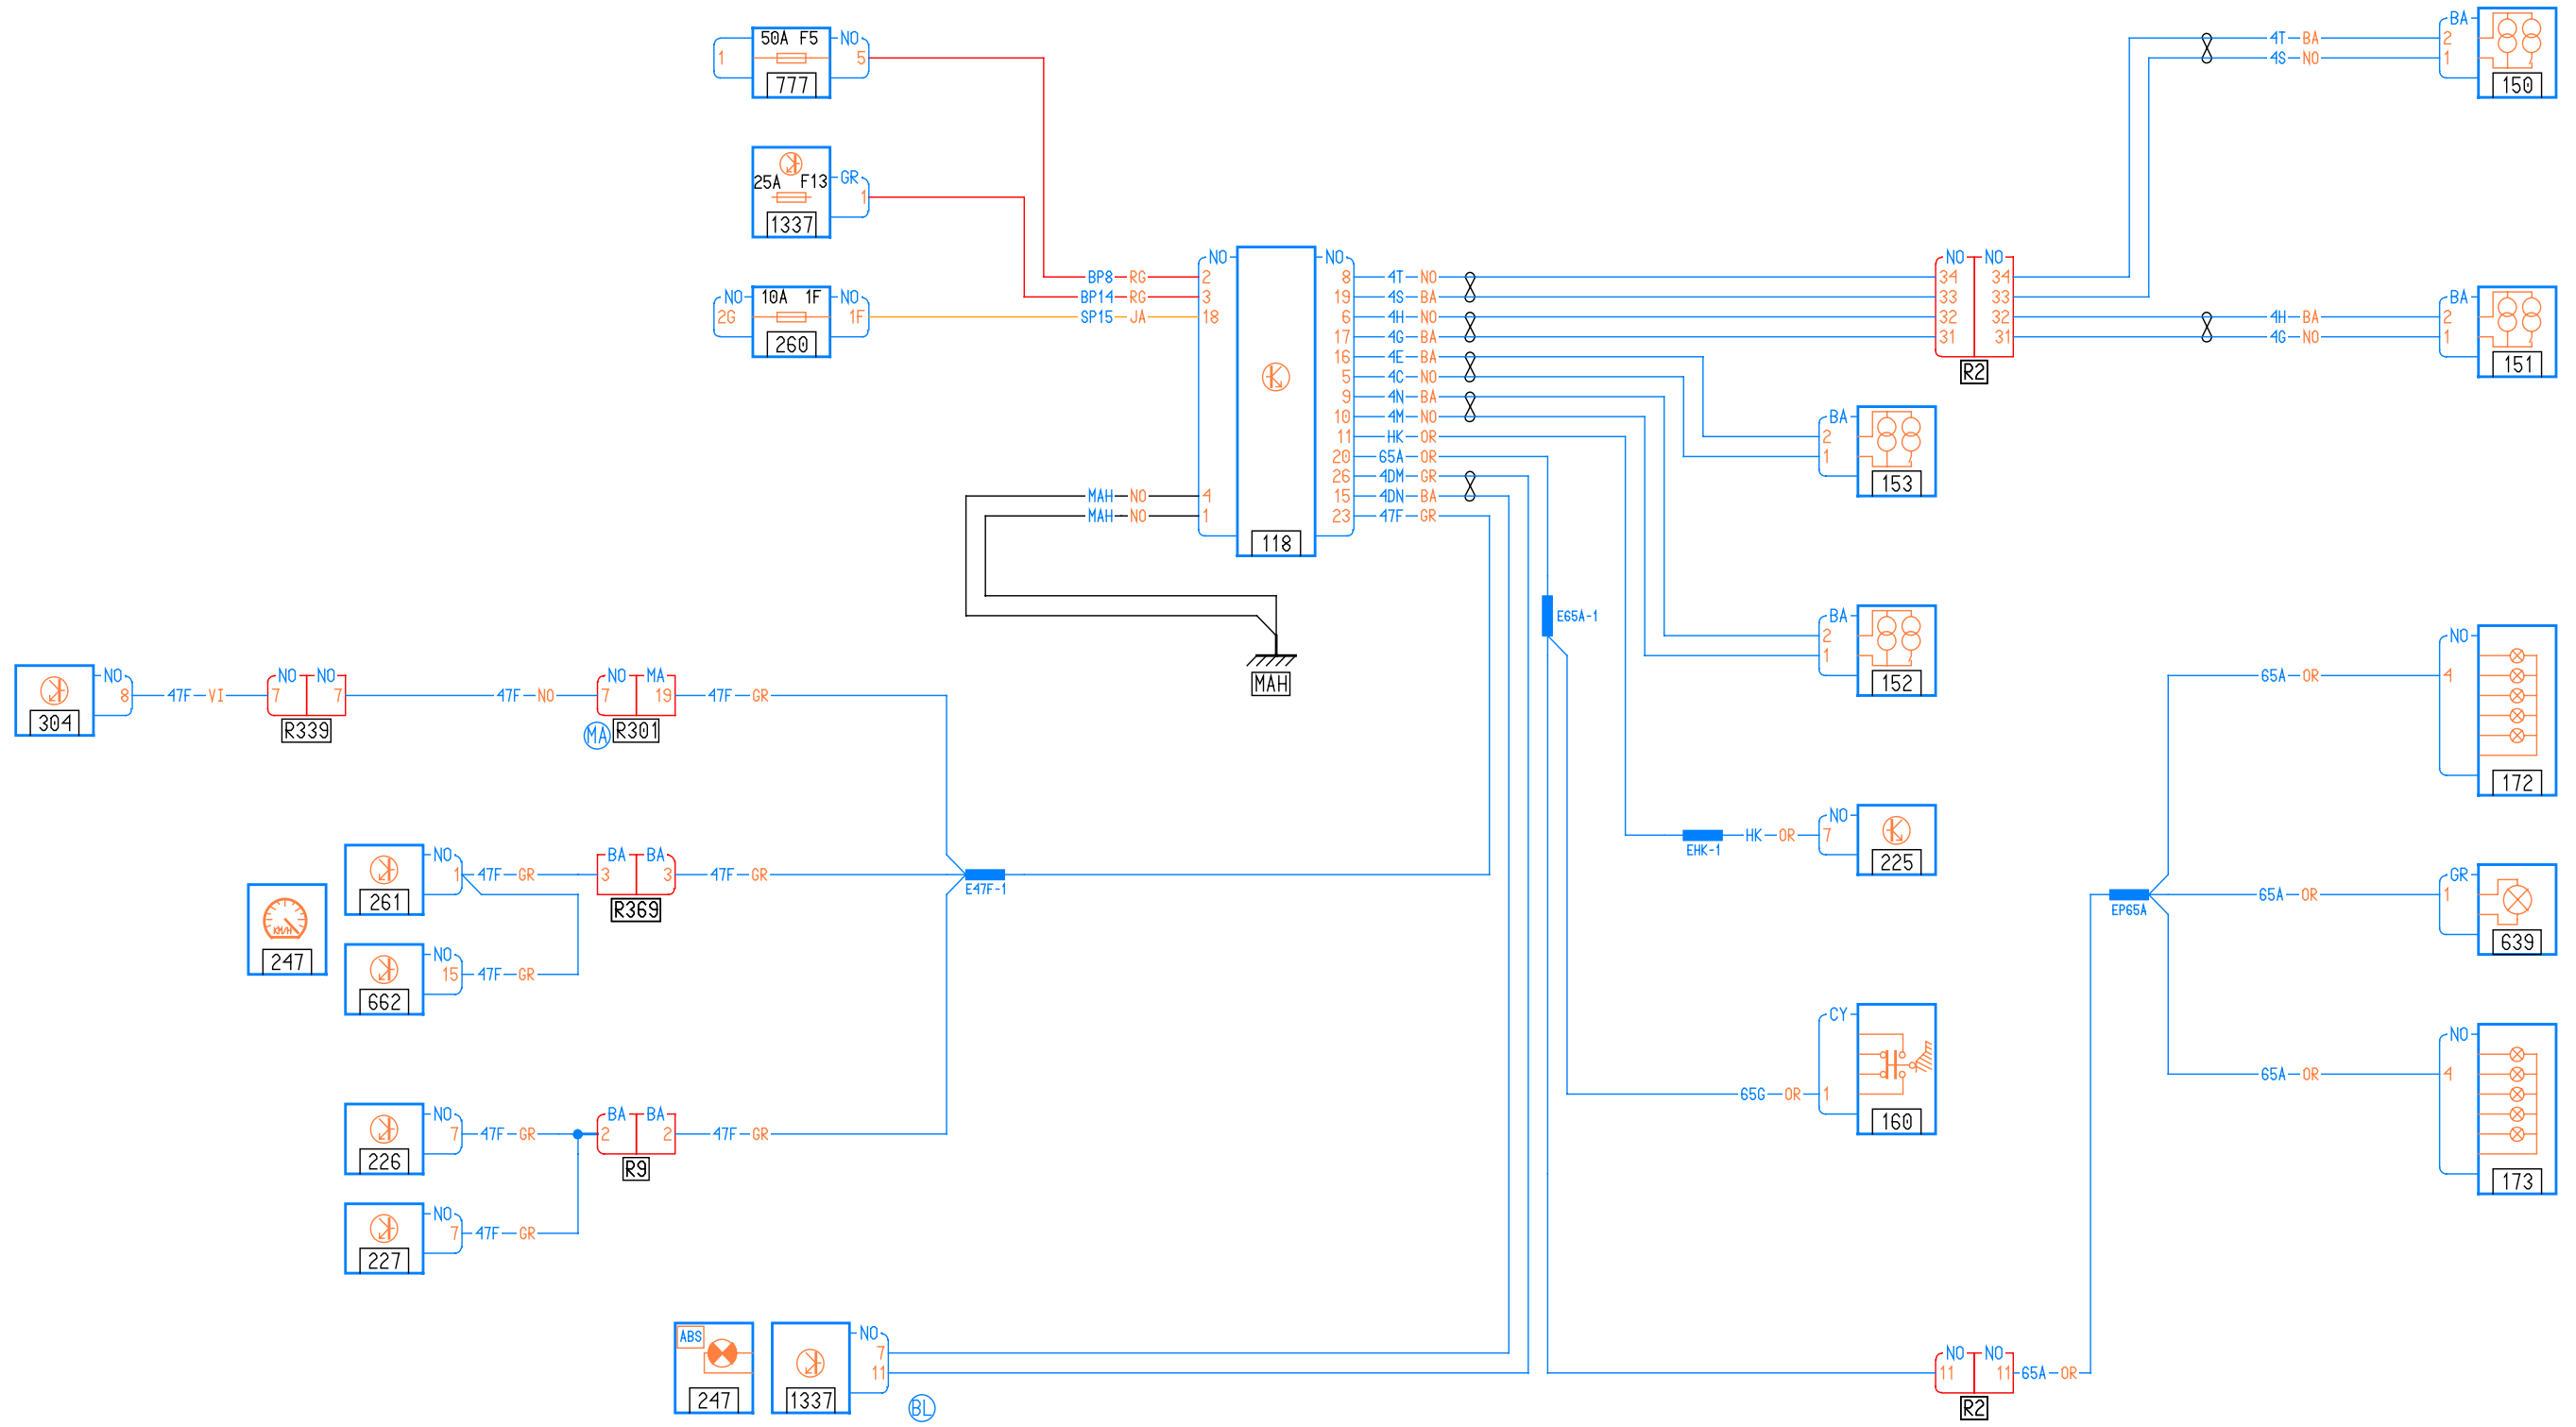 50A F5
NO
1
5
777
25A F13
GR
1
1337
NO
10A 1F
NO
2G
1F
260
BP8 RG
BP14 RG
SP15 JA
NO
NO
2
3
18
4
1
MAH NO
MAH NO
118
MAH
8 4T NO
19 4S BA
6 4H NO
17 4G BA
16 4E BA
5 4C NO
9 4N BA
10 4M NO
11 HK OR
20 65A OR
26 4DM GR
15 4DN BA
23 47F GR
NO NO
34 34
33 33
32 32
31 31
R2
4T BA
4S NO
BA
2
1
150
4H BA
4G NO
BA
2
1
151
BA
2
1
153
E65A-1
BA
2
1
152
EHK-1
HK OR
NO
7
225
65G OR
CY
1
160
65A OR
NO
4
172
EP65A
65A OR
GR
1
639
65A OR
NO
4
173
NO NO
11 11
65A OR
R2
304
NO
8
47F VI
NO NO
7 7
R339
47F NO
NO MA
7 19
MA
R301
47F GR
261
NO
1
47F GR
BA BA
3 3
R369
47F GR
E47F-1
KM/H
247
662
NO
15
47F GR
226
NO
7
47F GR
BA BA
2 2
R9
47F GR
227
NO
7
47F GR
ABS
247
1337
NO
7
11
BL